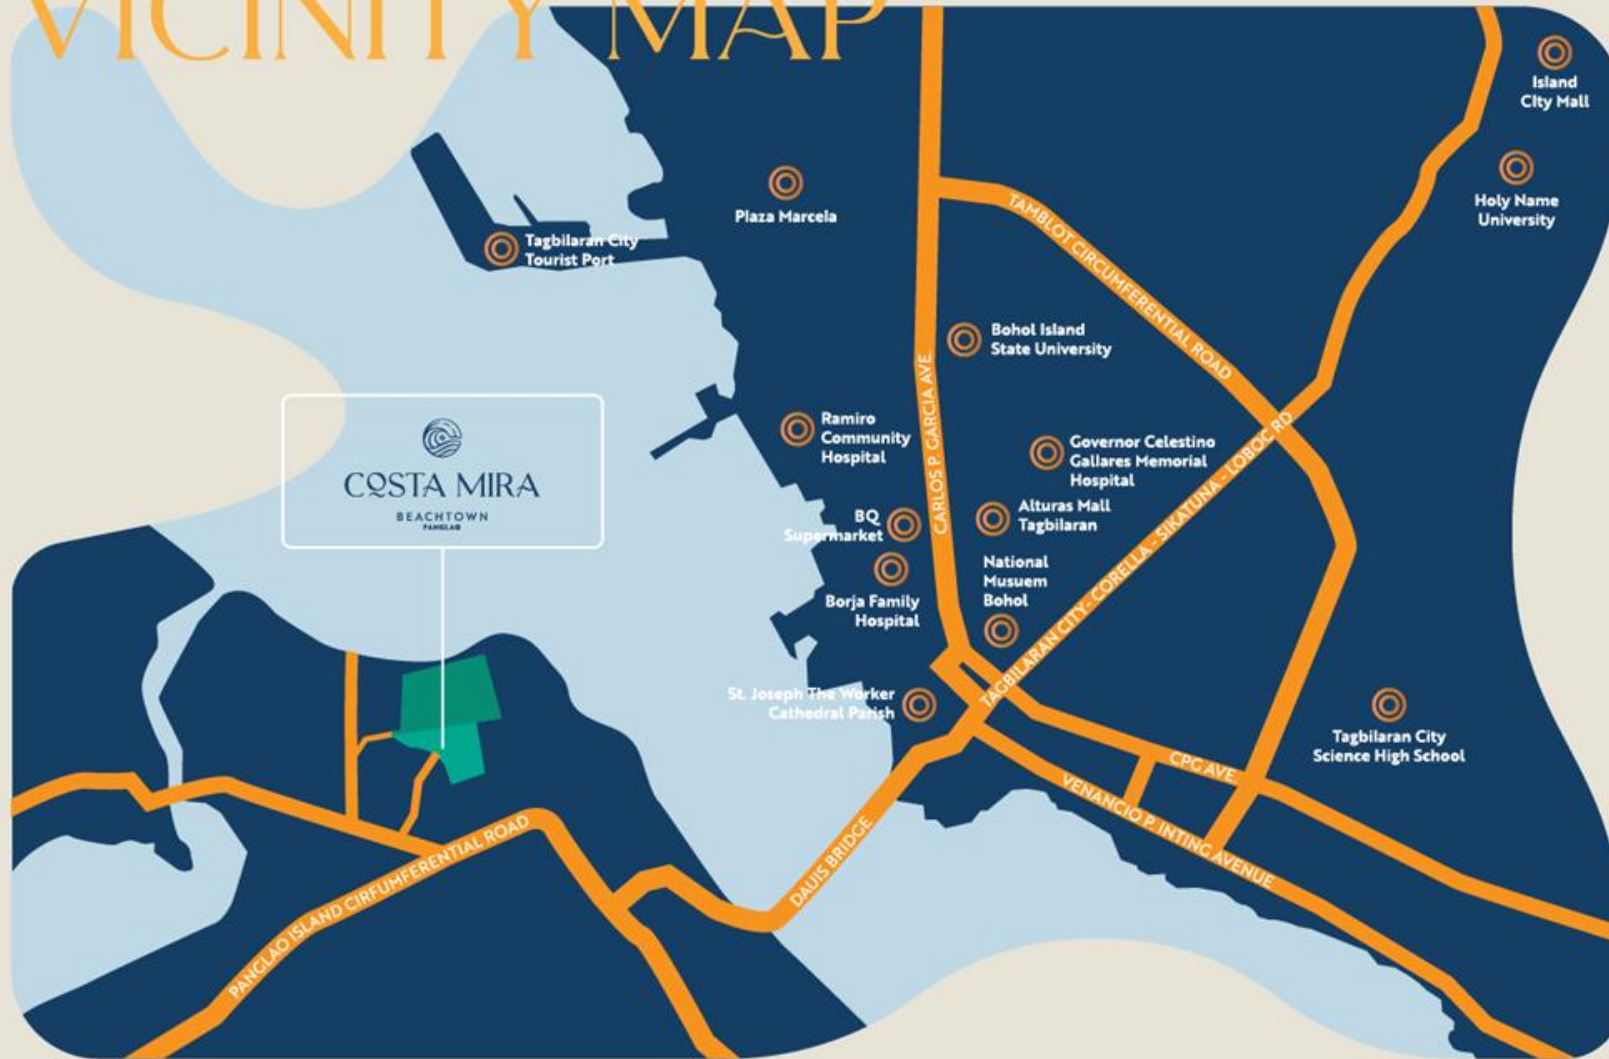 VICINITY MAP
Island
CIty Mall
Holy Name
University
Plaza Marcela
Tagbilaran City
Tourist Port
TAMBLOT CIRCUMFERENTIAL ROAD
Bohol Island
State University
CARLOS P. GARCIA AVE.
Ramiro
Community
Hospital
Governor Celestino
Gallares Memorial
Hospital
COSTA MIRA
BEACHTOWN
PANGLAO
BQ
Supermarket
Alturas Mall
Tagbilaran
National
Musuem
Bohol
Borja Family
Hospital
TAGBILARAN CITY - CORELLA - SIKATUNA - LOBOC RD
St. Joseph The Worker
Cathedral Parish
Tagbilaran City
Science High School
CPG AVE.
VENANCIO P. INTING AVENUE
DAUIS BRIDGE
PANGLAO ISLAND CIRFUMFERENTIAL ROAD